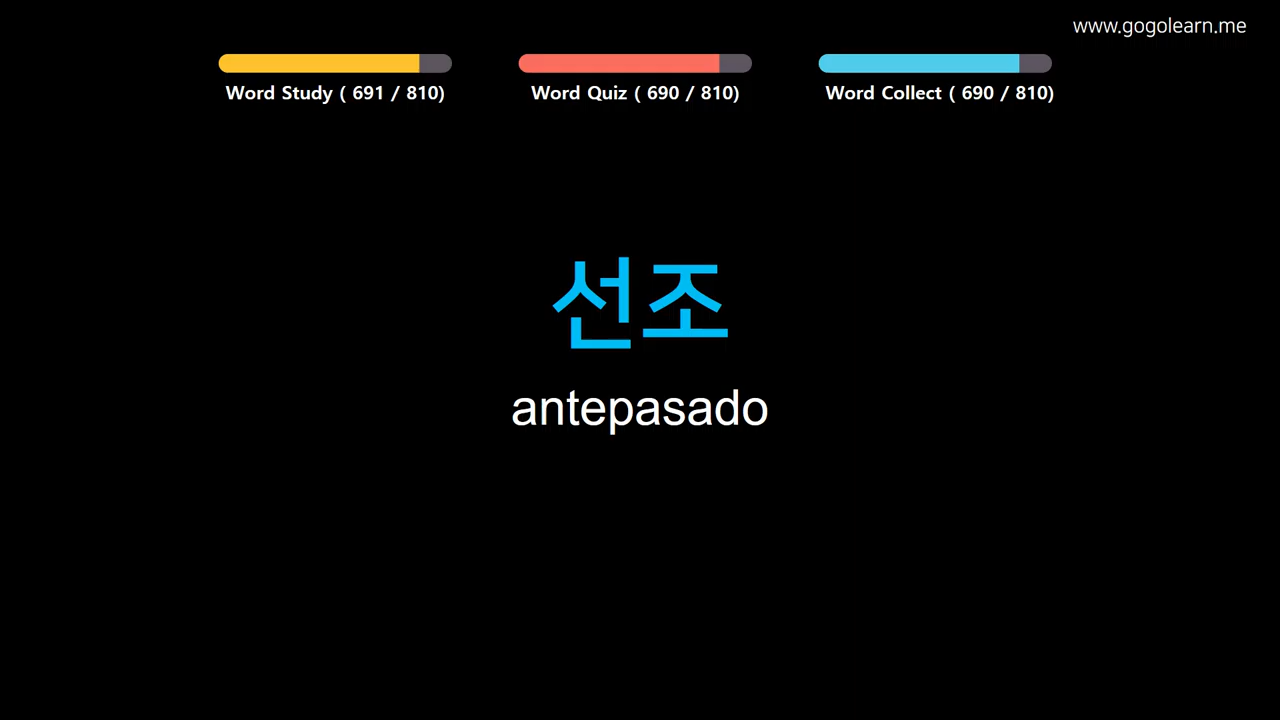 www.gogolearn.me
Word Study ( 691 / 810)
Word Quiz ( 690 / 810)
Word Collect ( 690 / 810)
선조
antepasado